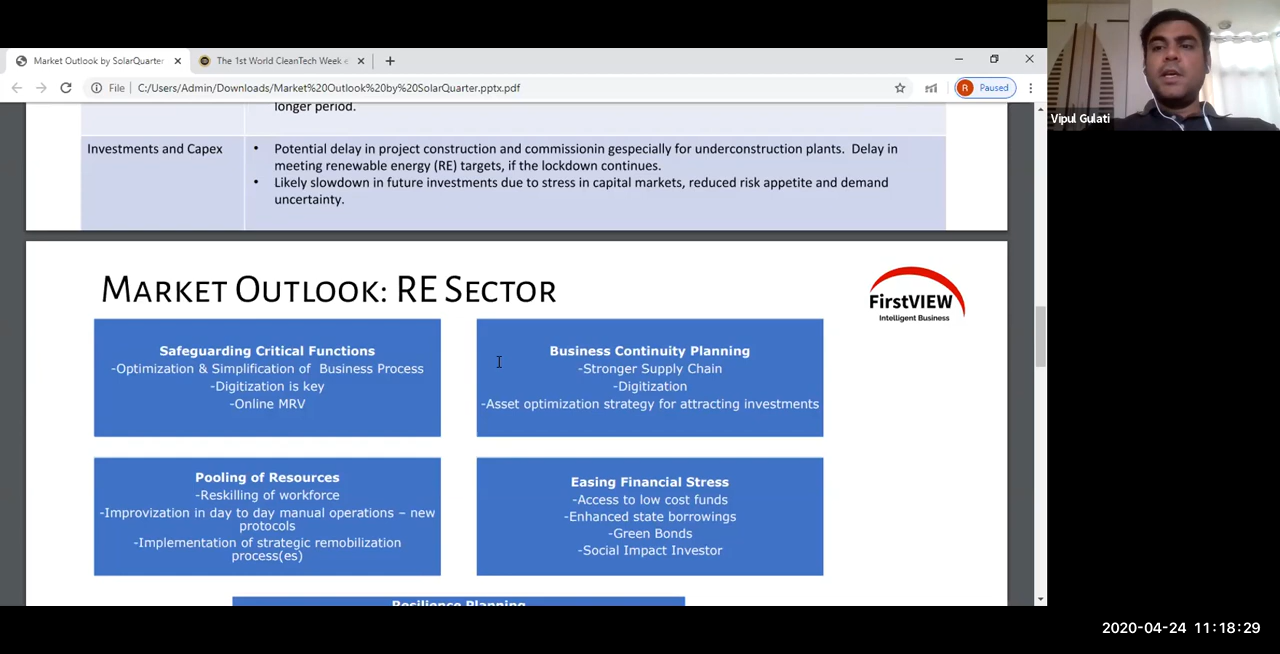 Market Outlook by SolarQuarter
The 1st World CleanTech Week e
File
C:/Users/Admin/Downloads/Market%20Outlook%20by%20SolarQuarter.pptx.pdf
R Paused
Vipul Gulati
longer period.
Investments and Capex
• Potential delay in project construction and commissionin gespecially for underconstruction plants. Delay in
meeting renewable energy (RE) targets, if the lockdown continues.
• Likely slowdown in future investments due to stress in capital markets, reduced risk appetite and demand
uncertainty.
Market Outlook: RE Sector
FirstVIEW
Intelligent Business
Safeguarding Critical Functions
-Optimization & Simplification of Business Process
-Digitization is key
-Online MRV
Business Continuity Planning
-Stronger Supply Chain
-Digitization
-Asset optimization strategy for attracting investments
Pooling of Resources
-Reskilling of workforce
-Improvization in day to day manual operations – new
protocols
-Implementation of strategic remobilization
process(es)
Easing Financial Stress
-Access to low cost funds
-Enhanced state borrowings
-Green Bonds
-Social Impact Investor
Resilience Planning
2020-04-24 11:18:29